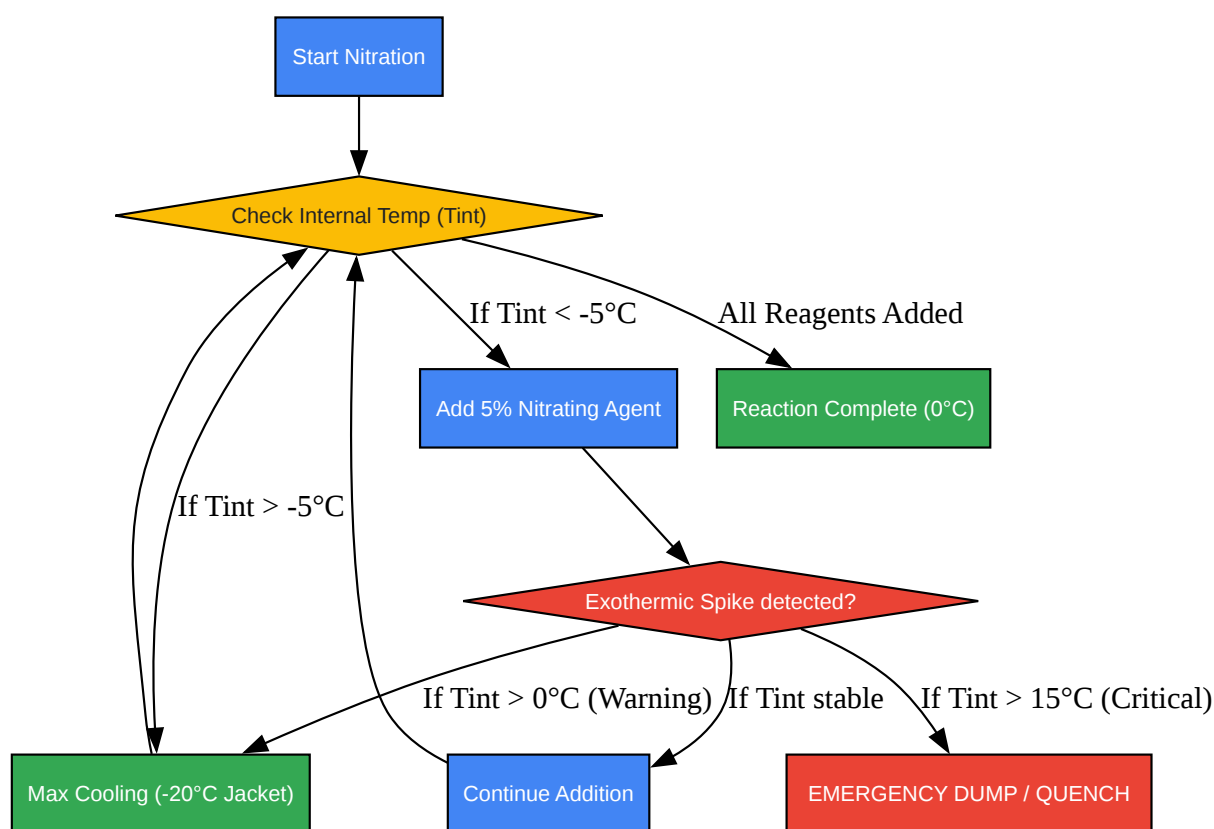 Start Nitration
Check Internal Temp (Tint)
If Tint < -5°C
All Reagents Added
Add 5% Nitrating Agent
Reaction Complete (0°C)
If Tint > -5°C
Exothermic Spike detected?
If Tint > 0°C (Warning)
If Tint stable
If Tint > 15°C (Critical)
Max Cooling (-20°C Jacket)
Continue Addition
EMERGENCY DUMP / QUENCH